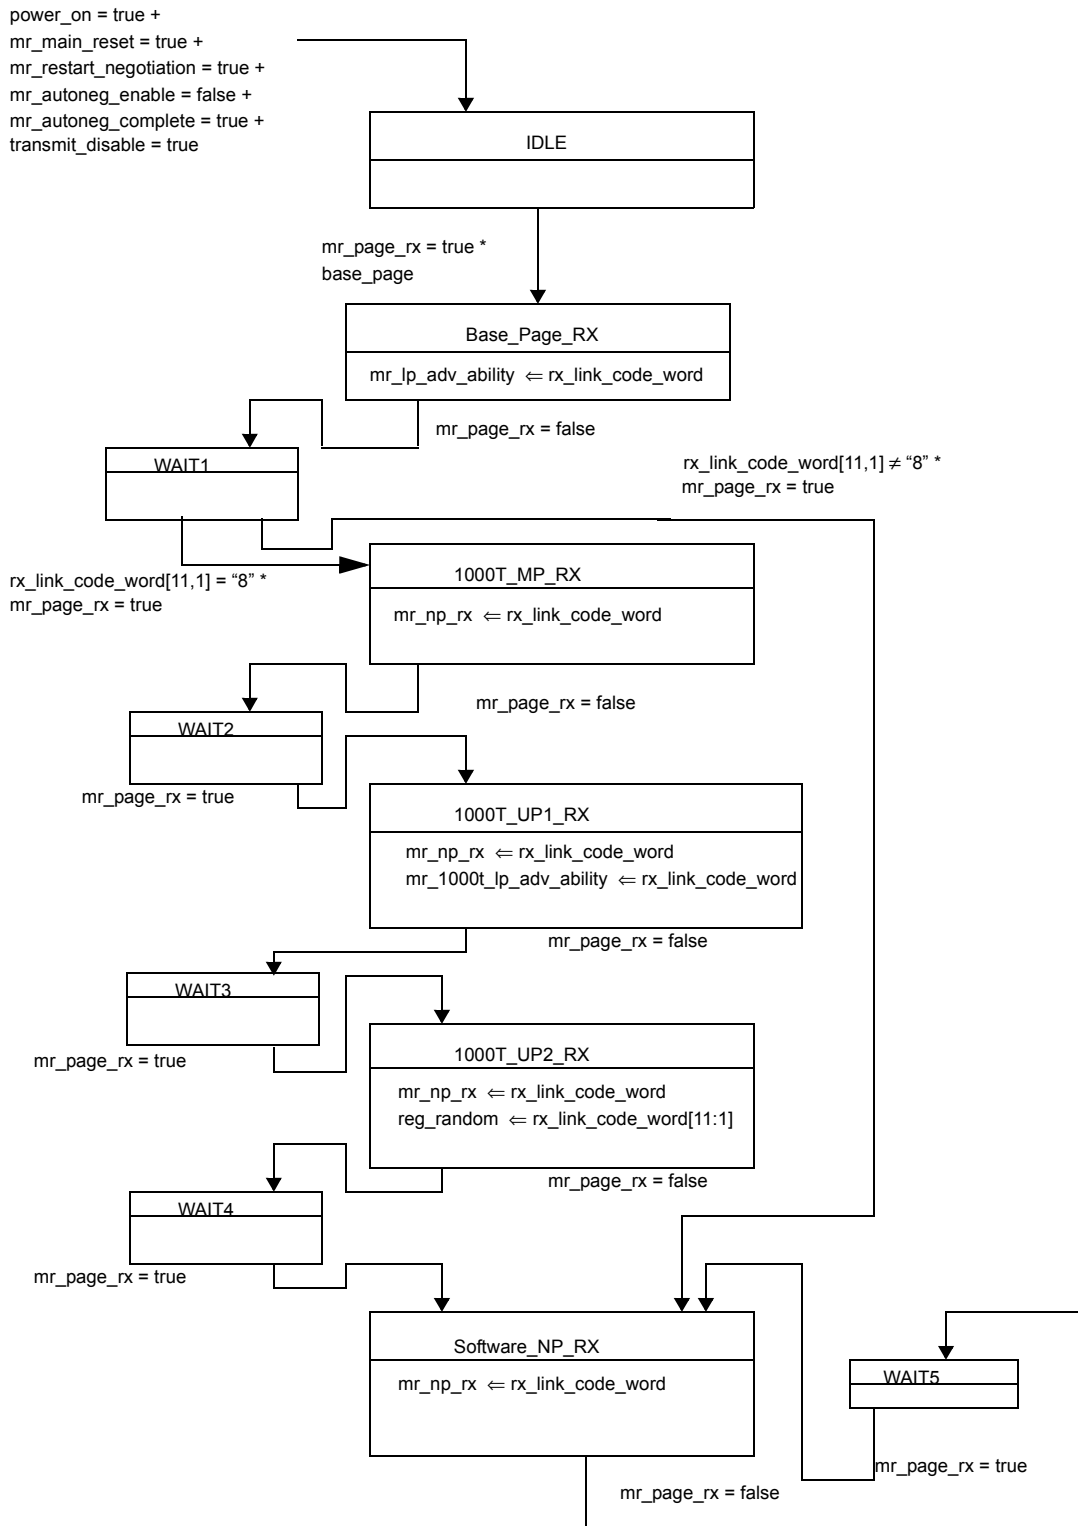 power_on = true +
mr_main_reset = true +
mr_restart_negotiation = true +
mr_autoneg_enable = false +
mr_autoneg_complete = true +
transmit_disable = true
IDLE
mr_page_rx = true *
base_page
Base_Page_RX
mr_lp_adv_ability ⇐ rx_link_code_word
mr_page_rx = false
WAIT1
rx_link_code_word[11,1] ≠ “8” *
mr_page_rx = true
rx_link_code_word[11,1] = “8” *
mr_page_rx = true
1000T_MP_RX
mr_np_rx ⇐ rx_link_code_word
mr_page_rx = false
WAIT2
mr_page_rx = true
1000T_UP1_RX
mr_np_rx ⇐ rx_link_code_word
mr_1000t_lp_adv_ability ⇐ rx_link_code_word
mr_page_rx = false
WAIT3
mr_page_rx = true
1000T_UP2_RX
mr_np_rx ⇐ rx_link_code_word
reg_random ⇐ rx_link_code_word[11:1]
mr_page_rx = false
WAIT4
mr_page_rx = true
Software_NP_RX
mr_np_rx ⇐ rx_link_code_word
WAIT5
mr_page_rx = true
mr_page_rx = false